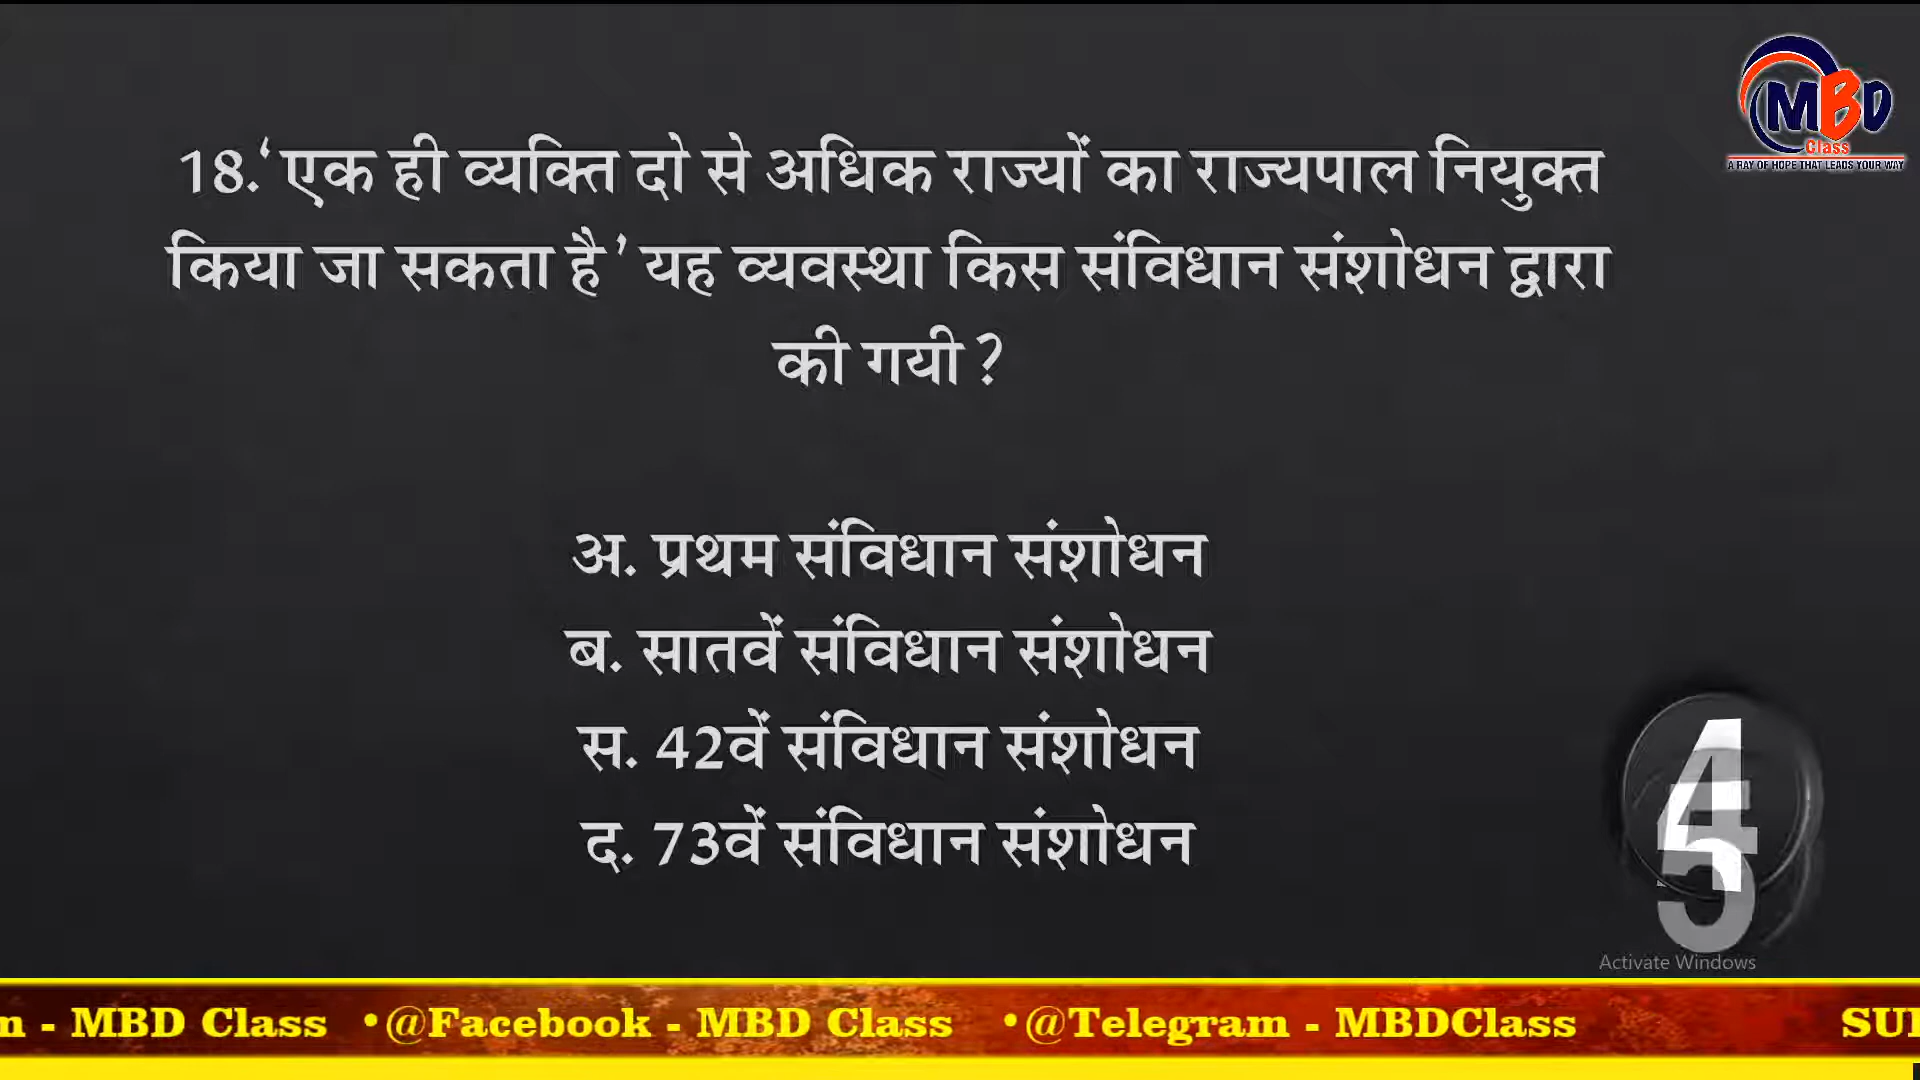 MBD
Class
A RAY OF HOPE THAT LEADS YOUR WAY
18.‘एक ही व्यक्ति दो से अधिक राज्यों का राज्यपाल नियुक्त
किया जा सकता है’ यह व्यवस्था किस संविधान संशोधन द्वारा
की गयी ?
अ. प्रथम संविधान संशोधन
ब. सातवें संविधान संशोधन
स. 42वें संविधान संशोधन
द. 73वें संविधान संशोधन
4
5
Activate Windows
- MBD Class •@Facebook - MBD Class •@Telegram - MBDClass